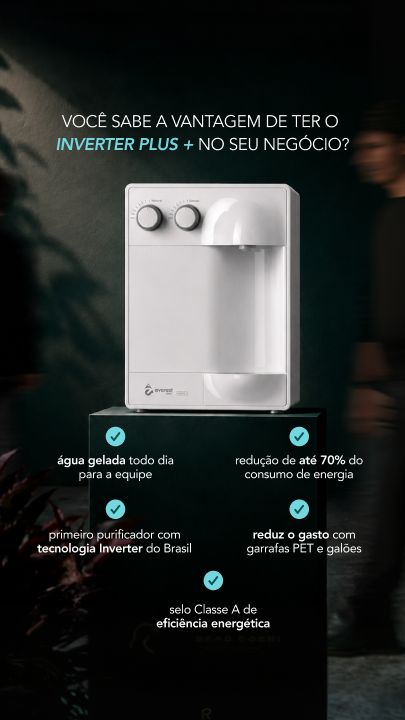 VOCÊ SABE A VANTAGEM DE TER O
INVERTER PLUS + NO SEU NEGÓCIO?
everest
água gelada todo dia
para a equipe
redução de até 70% do
consumo de energia
primeiro purificador com
tecnologia Inverter do Brasil
reduz o gasto com
garrafas PET e galões
selo Classe A de
eficiência energética